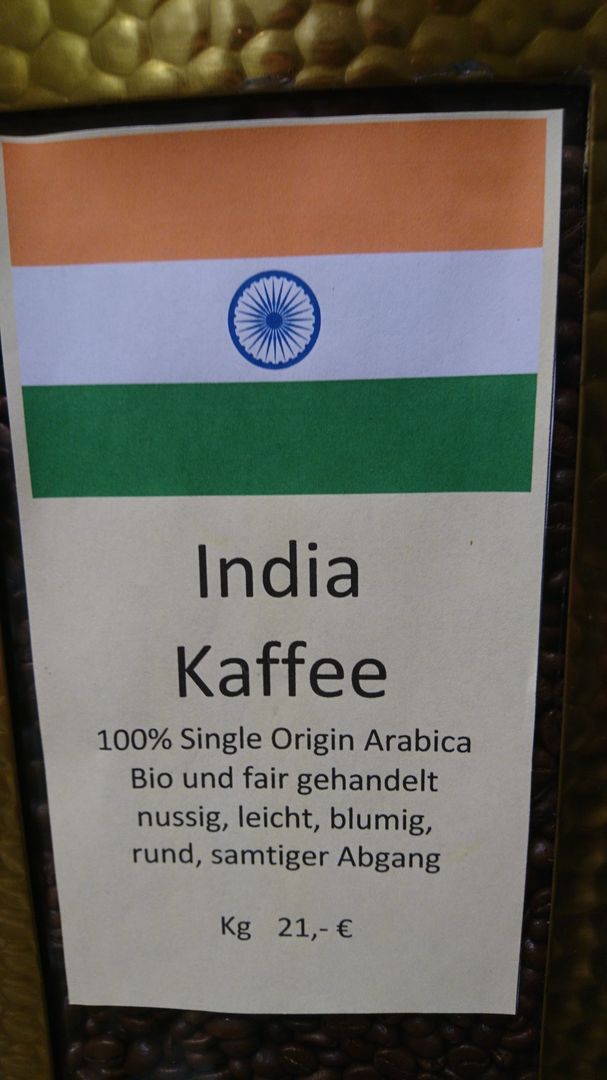 India
Kaffee
100% Single Origin Arabica
Bio und fair gehandelt
nussig, leicht, blumig,
rund, samtiger Abgang
Kg 21,- €